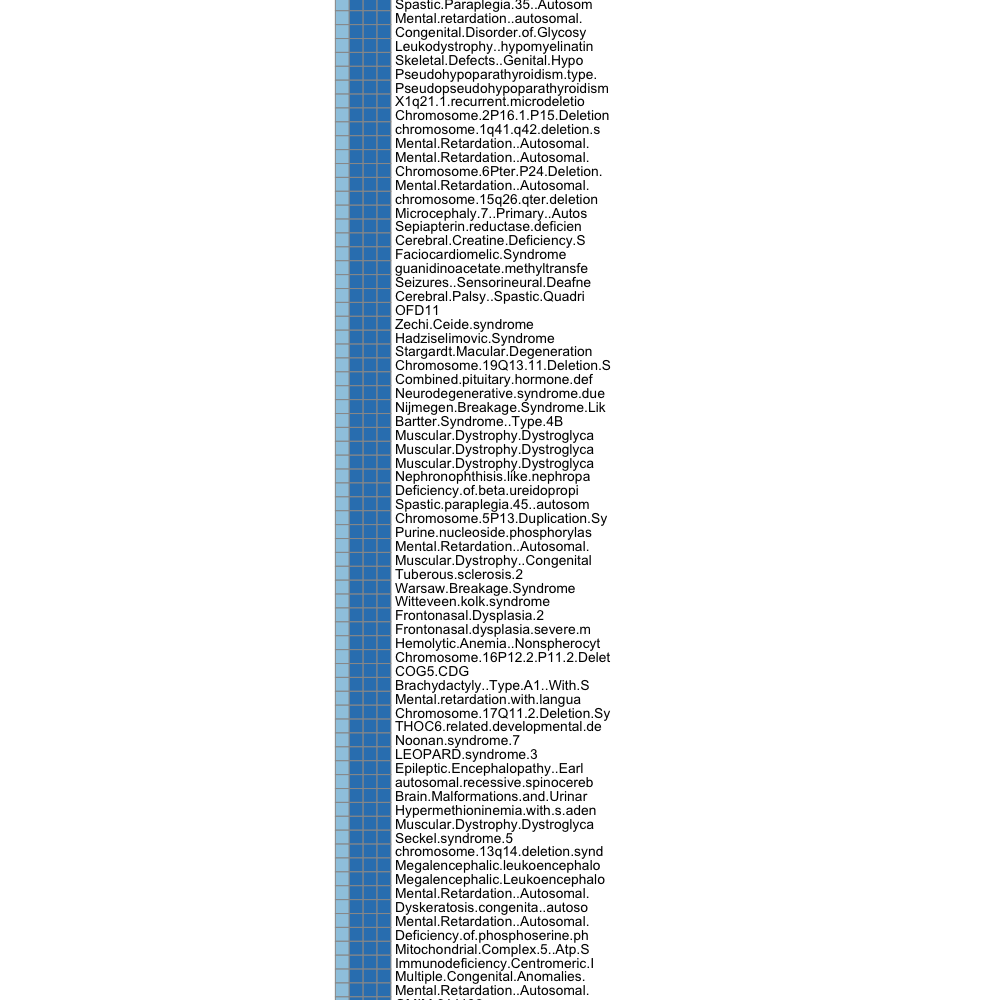 Spastic.Paraplegia.35..Autosom
Mental.retardation..autosomal.
Congenital.Disorder.of.Glycosy
Leukodystrophy..hypomyelinatin
Skeletal.Defects..Genital.Hypo
Pseudohypoparathyroidism.type.
Pseudopseudohypoparathyroidism
X1q21.1.recurrent.microdeletio
Chromosome.2P16.1.P15.Deletion
chromosome.1q41.q42.deletion.s
Mental.Retardation..Autosomal.
Mental.Retardation..Autosomal.
Chromosome.6Pter.P24.Deletion.
Mental.Retardation..Autosomal.
chromosome.15q26.qter.deletion
Microcephaly.7..Primary..Autos
Sepiapterin.reductase.deficien
Cerebral.Creatine.Deficiency.S
Faciocardiomelic.Syndrome
guanidinoacetate.methyltransfe
Seizures..Sensorineural.Deafne
Cerebral.Palsy..Spastic.Quadri
OFD11
Zechi.Ceide.syndrome
Hadziselimovic.Syndrome
Stargardt.Macular.Degeneration
Chromosome.19Q13.11.Deletion.S
Combined.pituitary.hormone.def
Neurodegenerative.syndrome.due
Nijmegen.Breakage.Syndrome.Lik
Bartter.Syndrome..Type.4B
Muscular.Dystrophy.Dystroglyca
Muscular.Dystrophy.Dystroglyca
Muscular.Dystrophy.Dystroglyca
Nephronophthisis.like.nephropa
Deficiency.of.beta.ureidopropi
Spastic.paraplegia.45..autosom
Chromosome.5P13.Duplication.Sy
Purine.nucleoside.phosphorylas
Mental.Retardation..Autosomal.
Muscular.Dystrophy..Congenital
Tuberous.sclerosis.2
Warsaw.Breakage.Syndrome
Witteveen.kolk.syndrome
Frontonasal.Dysplasia.2
Frontonasal.dysplasia.severe.m
Hemolytic.Anemia..Nonspherocyt
Chromosome.16P12.2.P11.2.Delet
COG5.CDG
Brachydactyly..Type.A1..With.S
Mental.retardation.with.langua
Chromosome.17Q11.2.Deletion.Sy
THOC6.related.developmental.de
Noonan.syndrome.7
LEOPARD.syndrome.3
Epileptic.Encephalopathy..Earl
autosomal.recessive.spinocereb
Brain.Malformations.and.Urinar
Hypermethioninemia.with.s.aden
Muscular.Dystrophy.Dystroglyca
Seckel.syndrome.5
chromosome.13q14.deletion.synd
Megalencephalic.leukoencephalo
Megalencephalic.Leukoencephalo
Mental.Retardation..Autosomal.
Dyskeratosis.congenita..autoso
Mental.Retardation..Autosomal.
Deficiency.of.phosphoserine.ph
Mitochondrial.Complex.5..Atp.S
Immunodeficiency.Centromeric.I
Multiple.Congenital.Anomalies.
Mental.Retardation..Autosomal.